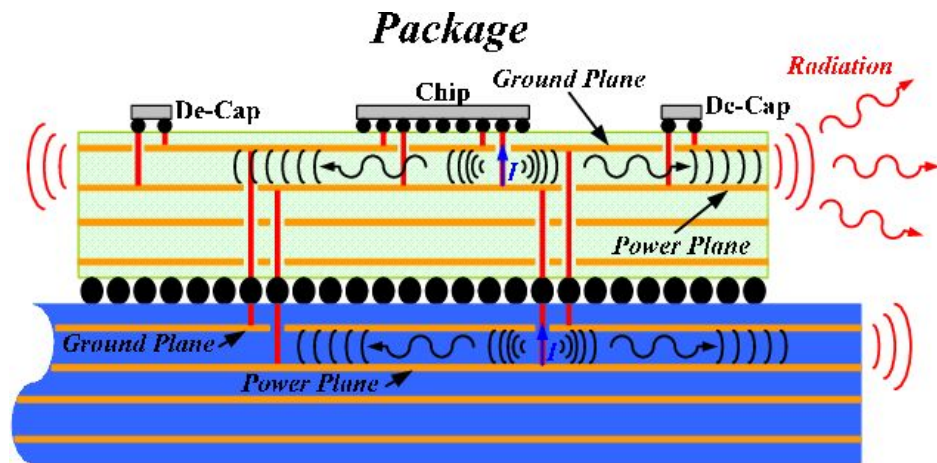 Package
Ground Plane
Radiation
De-Cap
Chip
De-Cap
I
Power Plane
Ground Plane
I
Power Plane